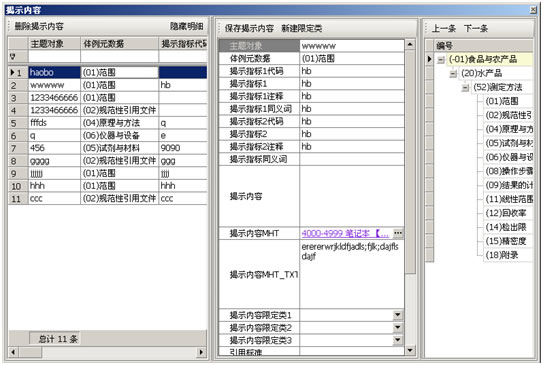 揭示内容
删除揭示内容 隐藏明细
主题对象 体例元数据 揭示指标代码
1 haobo (01)范围
2 wwwww (01)范围 hb
3 1233466666 (01)范围
4 1233466666 (02)规范性引用文件
5 fffds (04)原理与方法 q
6 q (06)仪器与设备 e
7 456 (05)试剂与材料 9090
8 gggg (02)规范性引用文件 ggg
9 jjjjjj (01)范围
10 hhh (01)范围 hhh
11 ccc (02)规范性引用文件 ccc
总计 11 条
保存揭示内容 新建限定类
主题对象 wwwww
体例元数据 (01)范围
揭示指标1代码 hb
揭示指标1 hb
揭示指标1注释 hb
揭示指标1同义词 hb
揭示指标2代码 hb
揭示指标2 hb
揭示指标2注释 hb
揭示指标同义词
揭示内容
揭示内容MHT 4000-4999 笔记本【... ...
揭示内容MHT_TXT erererwrjkldfjadls;fjlk;dajfls
dajf
揭示内容限定类1
揭示内容限定类2
揭示内容限定类3
引用标准
上一条 下一条
编号
(-01)食品与农产品
(20)水产品
(52)测定方法
(01)范围
(02)规范性引
(04)原理与方
(05)试剂与材
(06)仪器与设
(08)操作步骤
(09)结果的计
(11)线性范围
(12)回收率
(14)检出限
(15)精密度
(18)附录